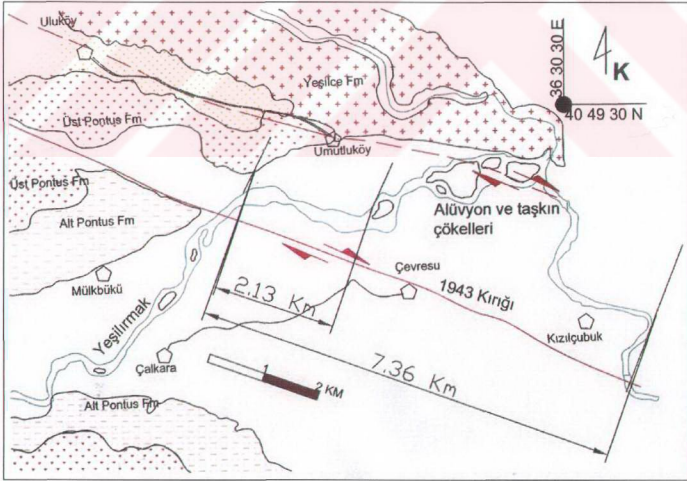 Uluköy
Yeşilce Fm
36 30 30 E
K
40 49 30 N
Üst Pontus Fm
Umutluköy
Üst Pontus Fm
Alt Pontus Fm
Alüvyon ve taşkın
çökelleri
Mülkbükü
Çevresu
1943 Kırığı
2.13 Km
Yeşilırmak
Kızılçubuk
7.36 Km
Çalkara
1
2 KM
Alt Pontus Fm